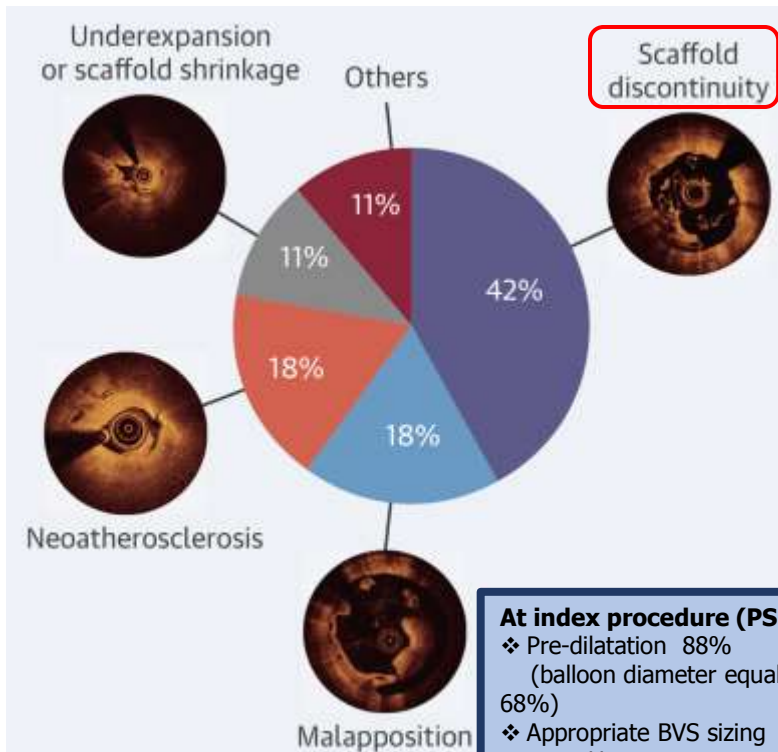 Underexpansion
or scaffold shrinkage
Others
Scaffold
discontinuity
11%
11%
42%
18%
18%
Neoatherosclerosis
Malapposition
At index procedure (PS
❖ Pre-dilatation 88%
(balloon diameter equal
68%)
❖ Appropriate BVS sizing